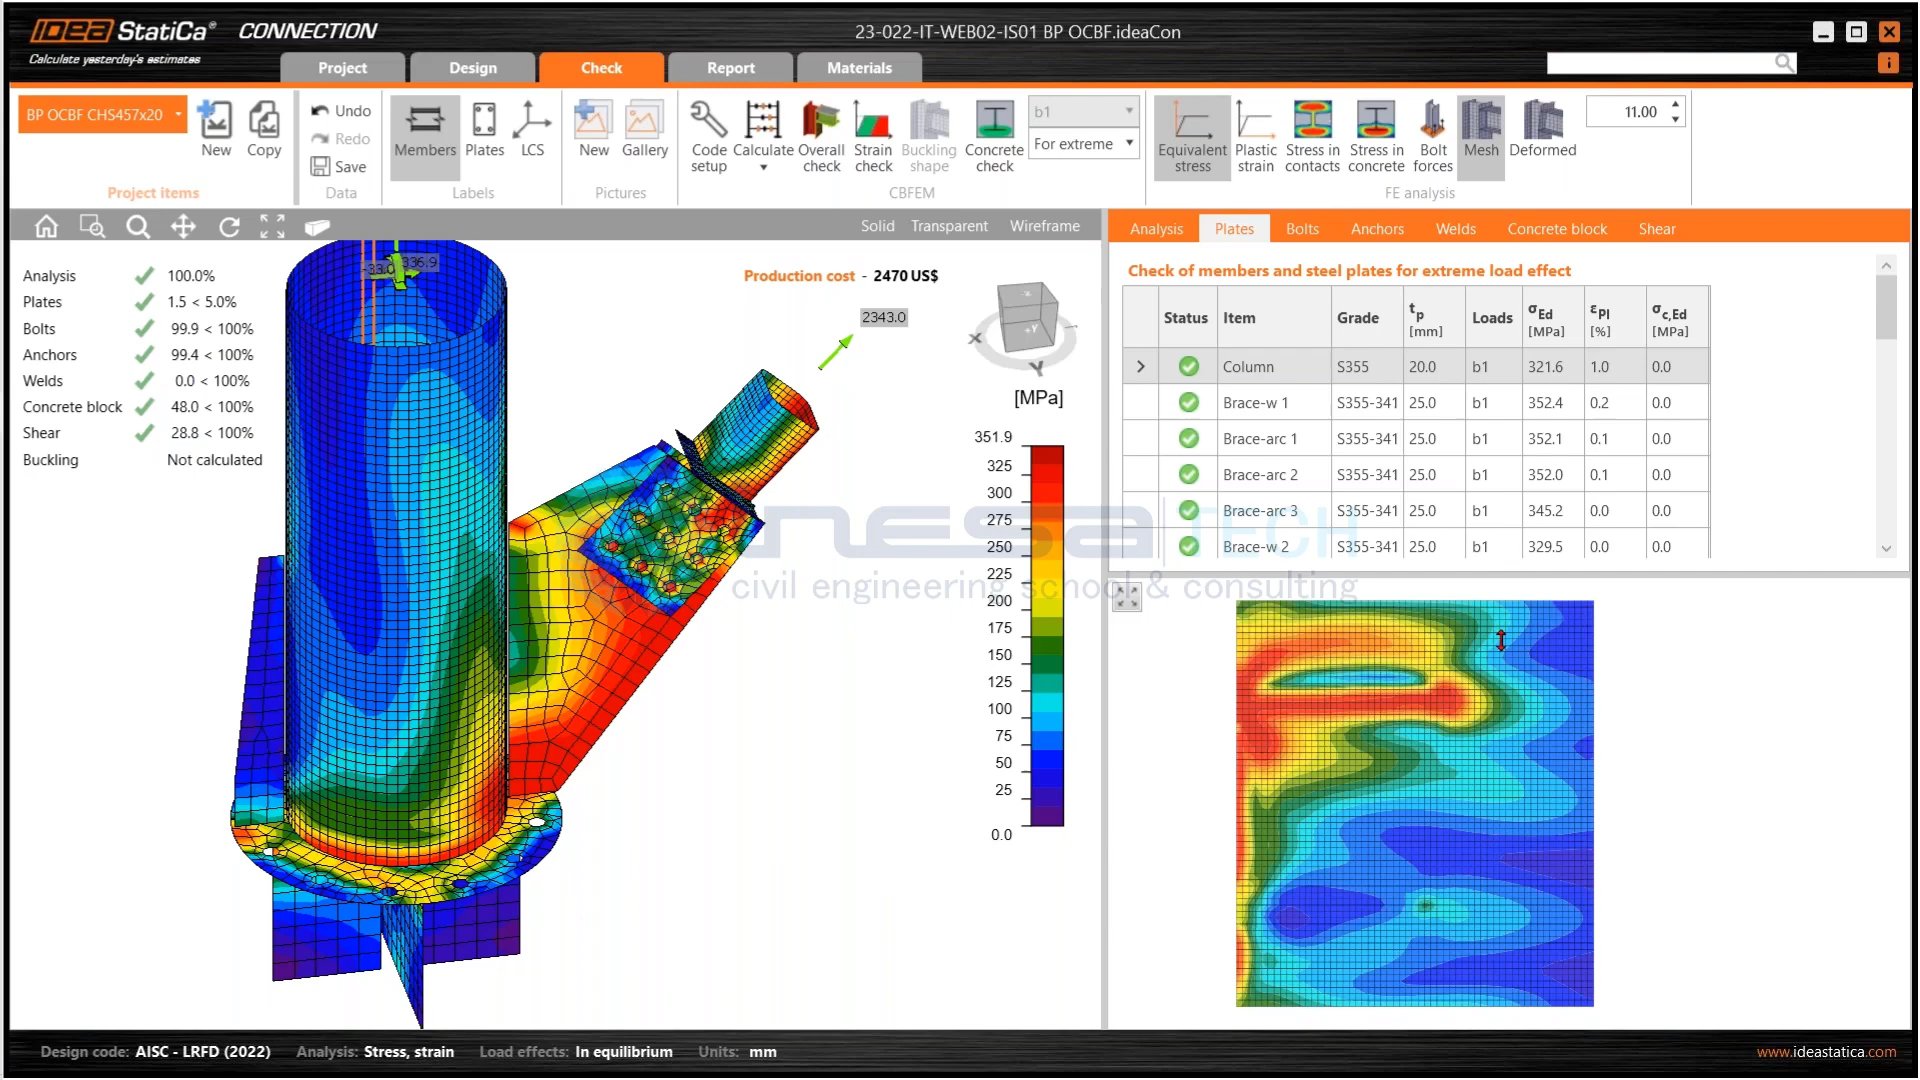 IDEA StatiCa® CONNECTION
Calculate yesterday's estimates
23-022-IT-WEB02-IS01 BP OCBF.ideaCon
Project Design Check Report Materials
BP OCBF CHS457x20
New Copy
Project items
Undo
Redo
Save
Data
Members Plates LCS
Labels
New Gallery
Pictures
Code setup Calculate Overall check Strain check Buckling shape Concrete check
b1
For extreme
CBFEM
Equivalent stress Plastic strain Stress in contacts Stress in concrete Bolt forces Mesh Deformed
11.00
FE analysis
Solid Transparent Wireframe
Analysis 100.0%
Plates 1.5 < 5.0%
Bolts 99.9 < 100%
Anchors 99.4 < 100%
Welds 0.0 < 100%
Concrete block 48.0 < 100%
Shear 28.8 < 100%
Buckling Not calculated
Production cost - 2470 US$
2343.0
X
Y
[MPa]
351.9
325
300
275
250
225
200
175
150
125
100
75
50
25
0.0
Analysis Plates Bolts Anchors Welds Concrete block Shear
Check of members and steel plates for extreme load effect
Status Item Grade tp [mm] Loads σEd [MPa] εPl [%] σc,Ed [MPa]
Column S355 20.0 b1 321.6 1.0 0.0
Brace-w 1 S355-341 25.0 b1 352.4 0.2 0.0
Brace-arc 1 S355-341 25.0 b1 352.1 0.1 0.0
Brace-arc 2 S355-341 25.0 b1 352.0 0.1 0.0
Brace-arc 3 S355-341 25.0 b1 345.2 0.0 0.0
Brace-w 2 S355-341 25.0 b1 329.5 0.0 0.0
nesa TECH
civil engineering school & consulting
Design code: AISC - LRFD (2022) Analysis: Stress, strain Load effects: In equilibrium Units: mm
www.ideastatica.com